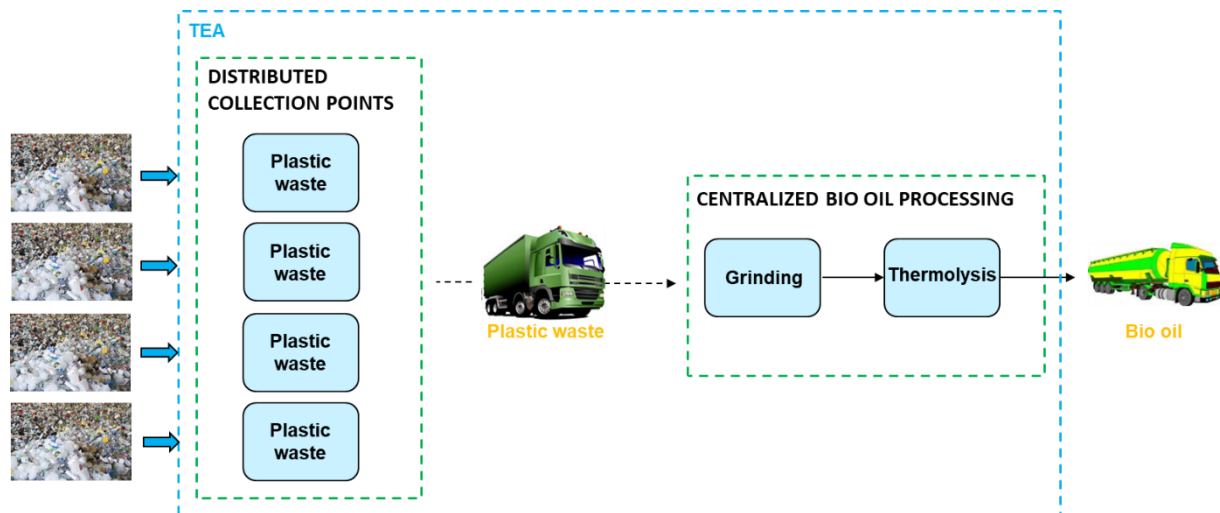 TEA
DISTRIBUTED
COLLECTION POINTS
Plastic
waste
Plastic
waste
Plastic
waste
Plastic
waste
Plastic waste
CENTRALIZED BIO OIL PROCESSING
Grinding
Thermolysis
Bio oil